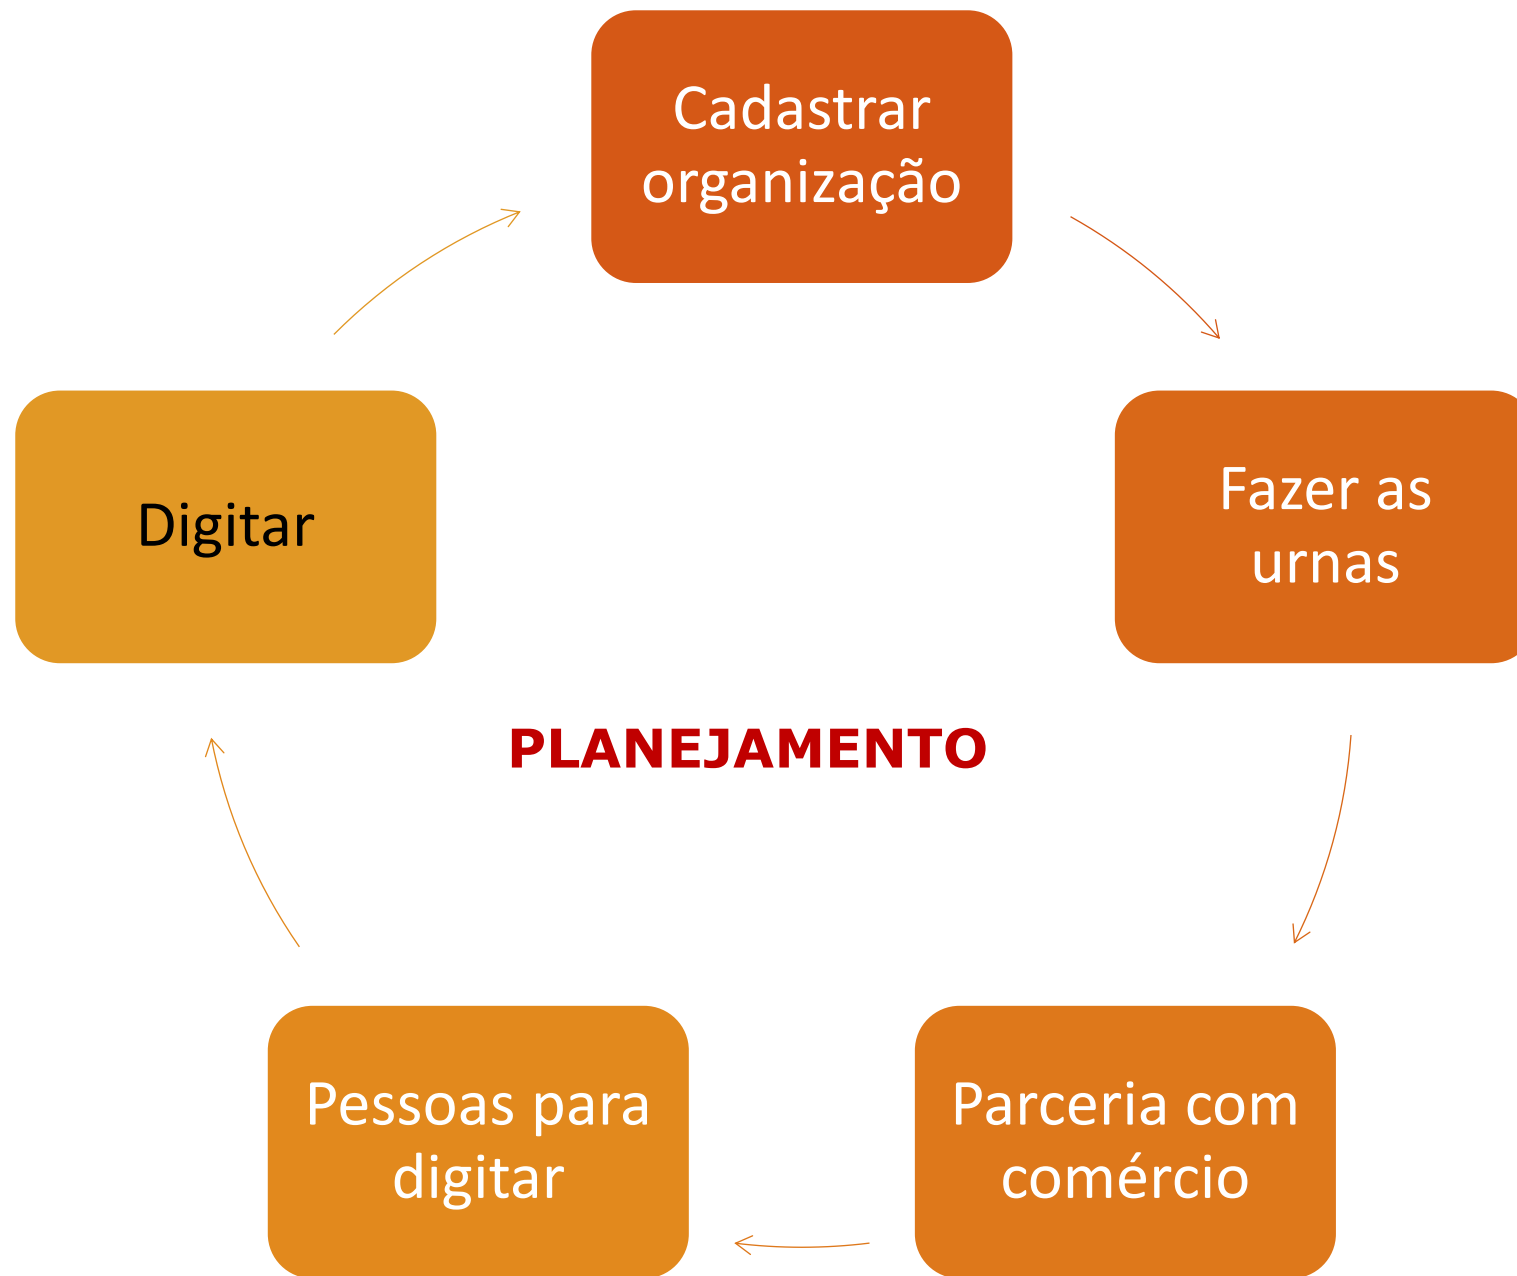 Cadastrar
organização
Fazer as
urnas
Digitar
PLANEJAMENTO
Pessoas para
digitar
Parceria com
comércio